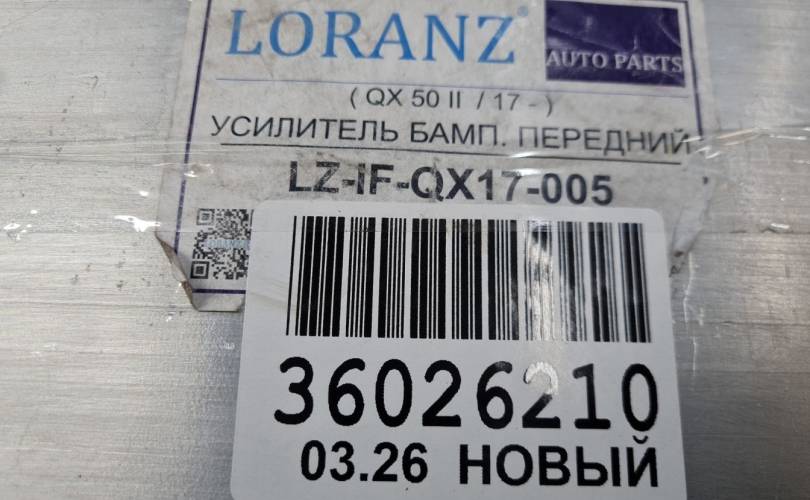 LORANZ®
AUTO PARTS
( QX 50 II / 17 - )
УСИЛИТЕЛЬ БАМП. ПЕРЕДНИЙ
LZ-IF-QX17-005
36026210
03.26 НОВЫЙ